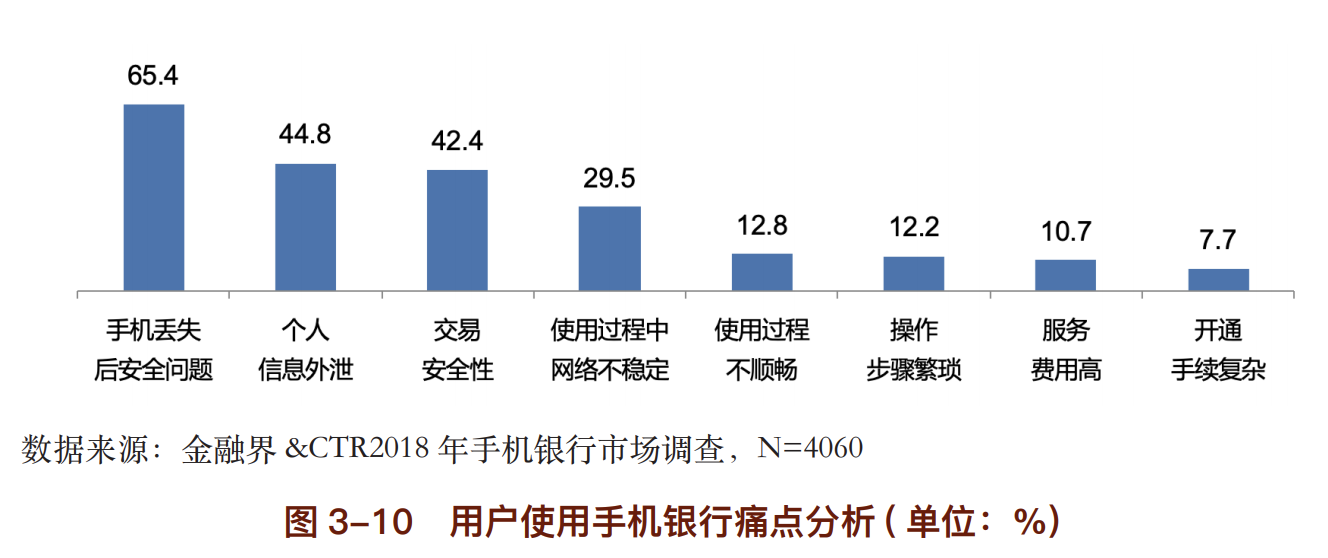 65.4
44.8
42.4
29.5
12.8
12.2
10.7
7.7
手机丢失
后安全问题
个人
信息外泄
交易
安全性
使用过程中
网络不稳定
使用过程
不顺畅
操作
步骤繁琐
服务
费用高
开通
手续复杂
数据来源：金融界 &CTR2018 年手机银行市场调查，N=4060
图 3–10 用户使用手机银行痛点分析（单位：%）